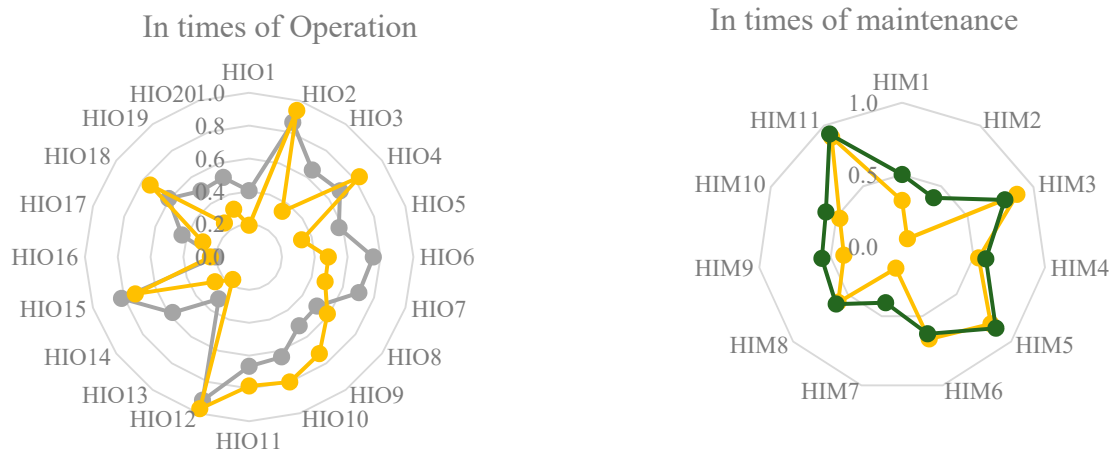 In times of Operation
HIO1
HIO2
HIO3
HIO4
HIO5
HIO6
HIO7
HIO8
HIO9
HIO10
HIO11
HIO12
HIO13
HIO14
HIO15
HIO16
HIO17
HIO18
HIO19
HIO20
1.0
0.8
0.6
0.4
0.2
0.0
In times of maintenance
HIM1
HIM2
HIM3
HIM4
HIM5
HIM6
HIM7
HIM8
HIM9
HIM10
HIM11
1.0
0.5
0.0